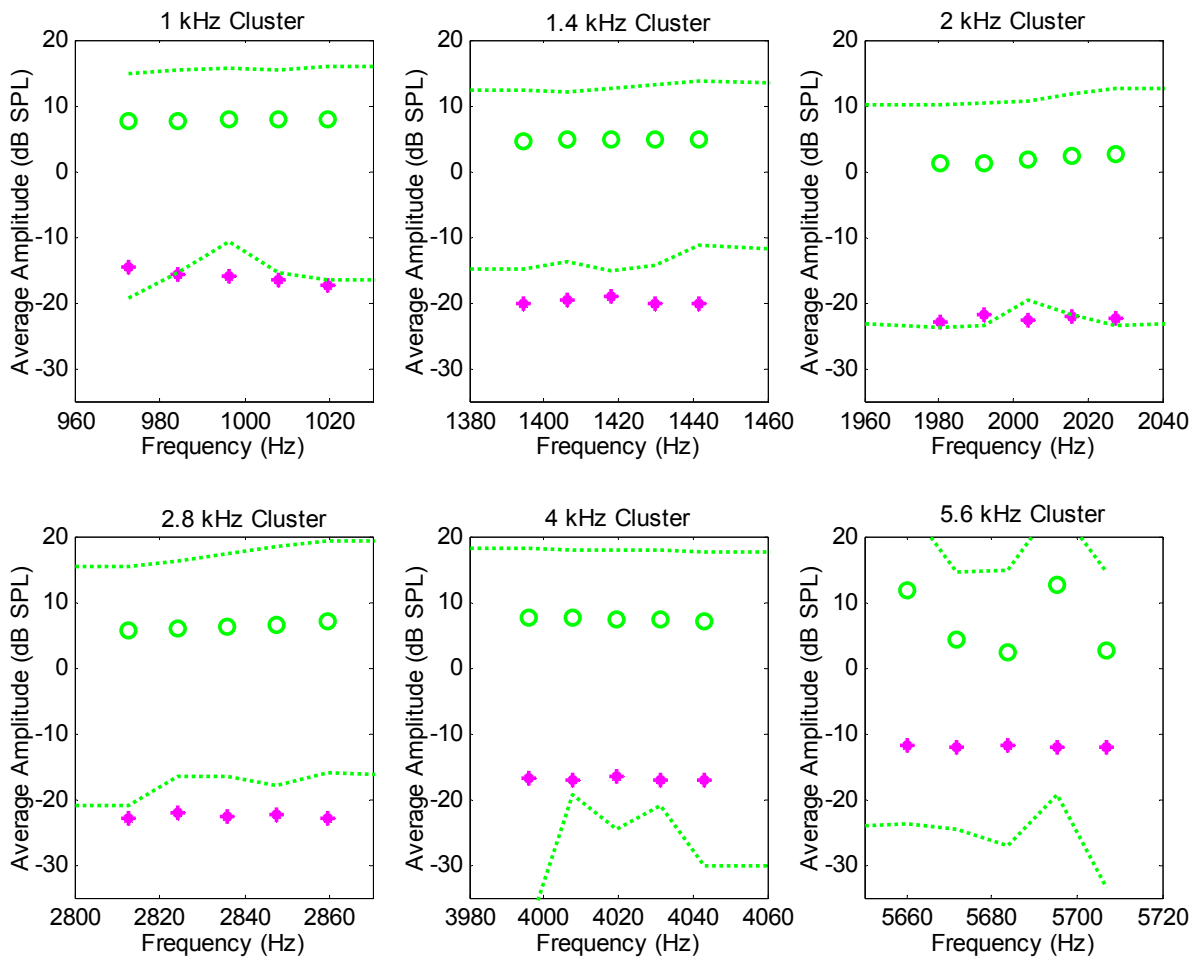 1 kHz Cluster
20
10
0
-10
-20
-30
Average Amplitude (dB SPL)
960 980 1000 1020
Frequency (Hz)
1.4 kHz Cluster
20
10
0
-10
-20
-30
Average Amplitude (dB SPL)
1380 1400 1420 1440 1460
Frequency (Hz)
2 kHz Cluster
20
10
0
-10
-20
-30
Average Amplitude (dB SPL)
1960 1980 2000 2020 2040
Frequency (Hz)
2.8 kHz Cluster
20
10
0
-10
-20
-30
Average Amplitude (dB SPL)
2800 2820 2840 2860
Frequency (Hz)
4 kHz Cluster
20
10
0
-10
-20
-30
Average Amplitude (dB SPL)
3980 4000 4020 4040 4060
Frequency (Hz)
5.6 kHz Cluster
20
10
0
-10
-20
-30
Average Amplitude (dB SPL)
5660 5680 5700 5720
Frequency (Hz)